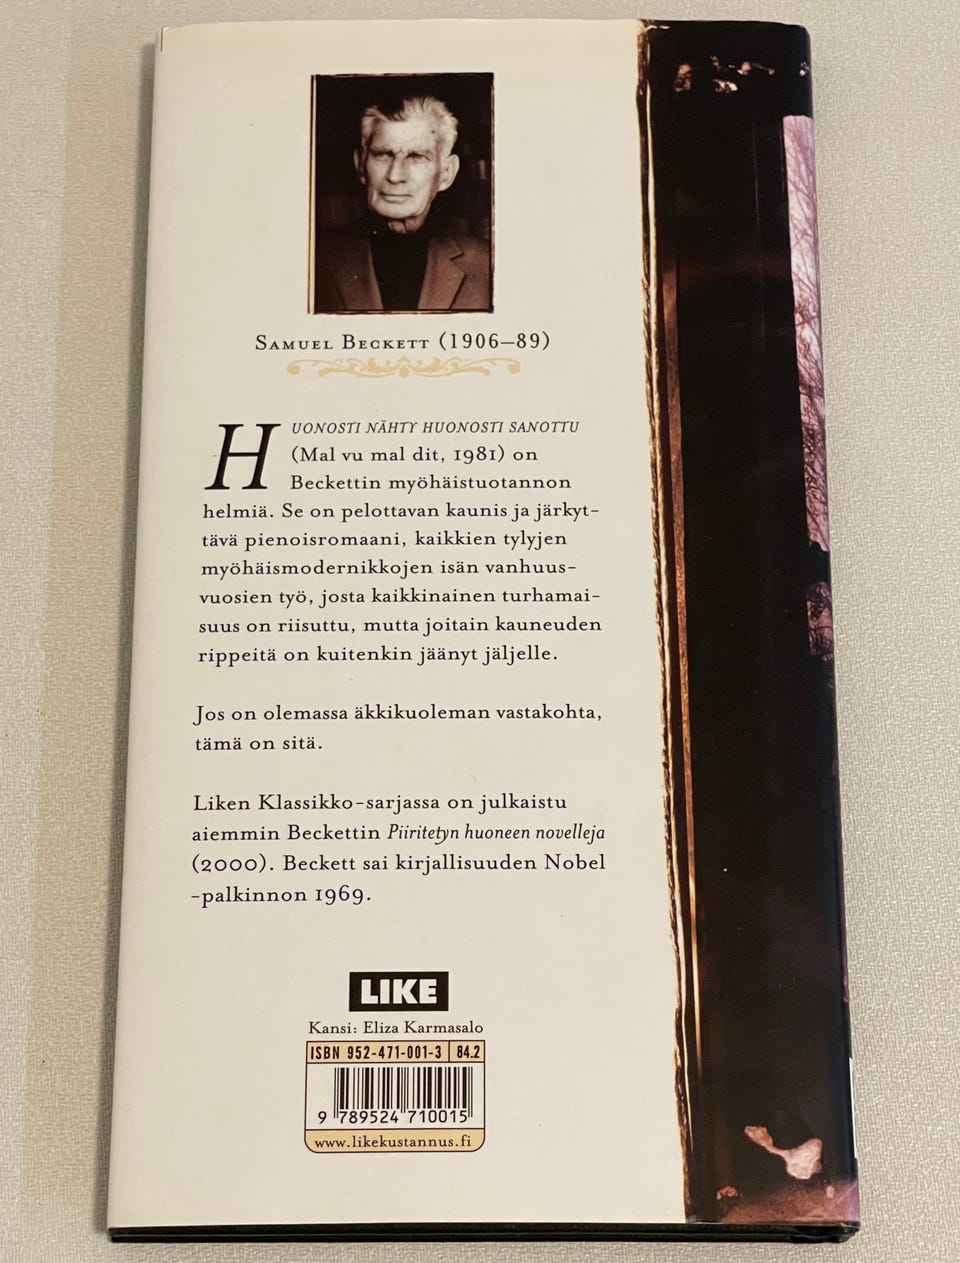 Samuel Beckett (1906–89)
Huonosti nähty huonosti sanottu
(Mal vu mal dit, 1981) on
Beckettin myöhäistuotannon
helmiä. Se on pelottavan kaunis ja järkyt-
tävä pienoisromaani, kaikkien tylyjen
myöhäismodernikkojen isän vanhuus-
vuosien työ, josta kaikkinainen turhamai-
suus on riisuttu, mutta joitain kauneuden
rippeitä on kuitenkin jäänyt jäljelle.
Jos on olemassa äkkikuoleman vastakohta,
tämä on sitä.
Liken Klassikko-sarjassa on julkaistu
aiemmin Beckettin Piiritetyn huoneen novelleja
(2000). Beckett sai kirjallisuuden Nobel
-palkinnon 1969.
LIKE
Kansi: Eliza Karmasalo
ISBN 952-471-001-3 84.2
9 789524 710015
www.likekustannus.fi